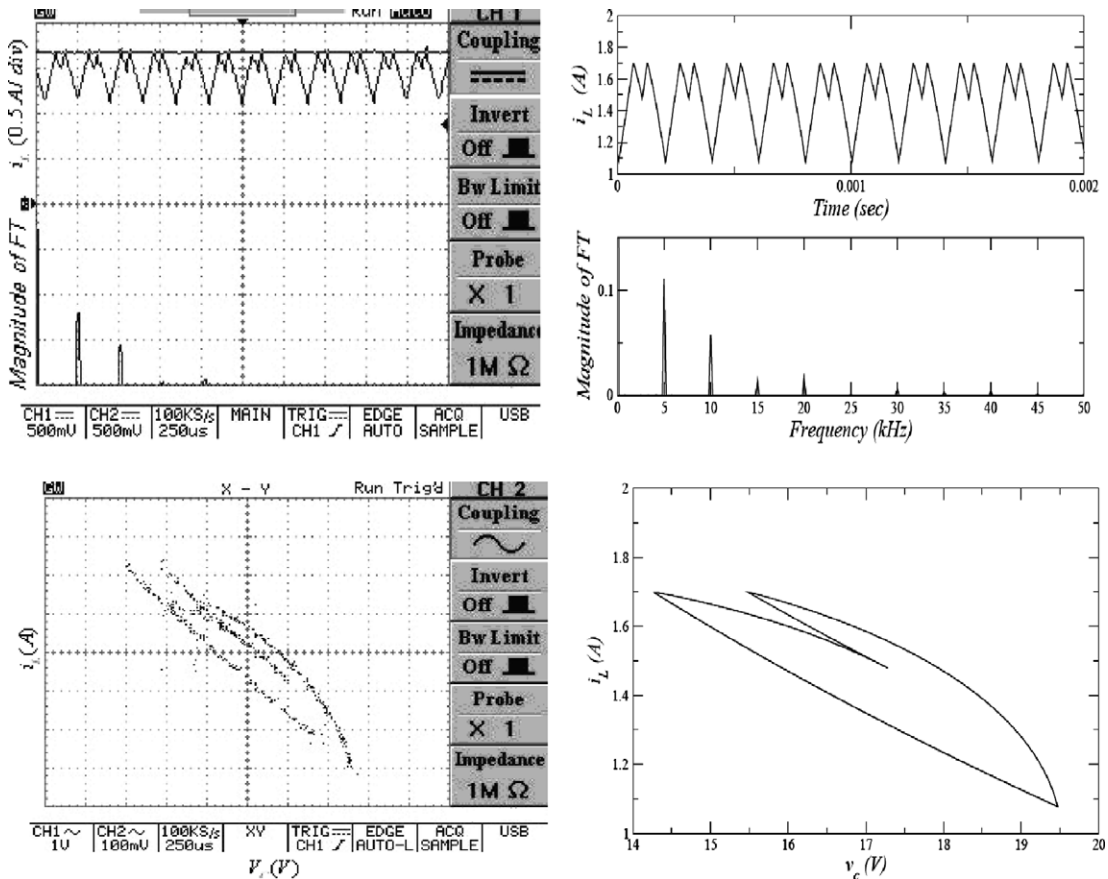 GW
Run Auto
CH 1
Coupling
Invert
Off
Bw Limit
Off
Probe
X 1
Impedance
1M Ω
i_L (0.5 A/ div)
Magnitude of FT
CH1 CH2 100KS/s MAIN TRIG EDGE ACQ USB
500mV 500mV 250us CH1 AUTO SAMPLE
2
1.8
1.6
1.4
1.2
1
i_L (A)
0 0.001 0.002
Time (sec)
0.1
0
Magnitude of FT
0 5 10 15 20 25 30 35 40 45 50
Frequency (kHz)
GW X - Y Run Trig'd
CH 2
Coupling
Invert
Off
Bw Limit
Off
Probe
X 1
Impedance
1M Ω
i_L (A)
CH1~ CH2~ 100KS/s XY TRIG EDGE ACQ USB
1V 100mV 250us CH1 AUTO-L SAMPLE
V_c (V)
2
1.8
1.6
1.4
1.2
1
i_L (A)
14 15 16 17 18 19 20
v_c (V)